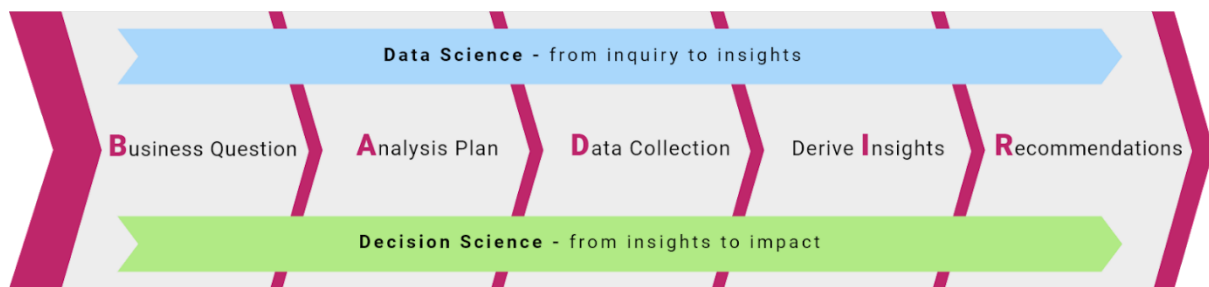 Data Science - from inquiry to insights
Business Question
Analysis Plan
Data Collection
Derive Insights
Recommendations
Decision Science - from insights to impact